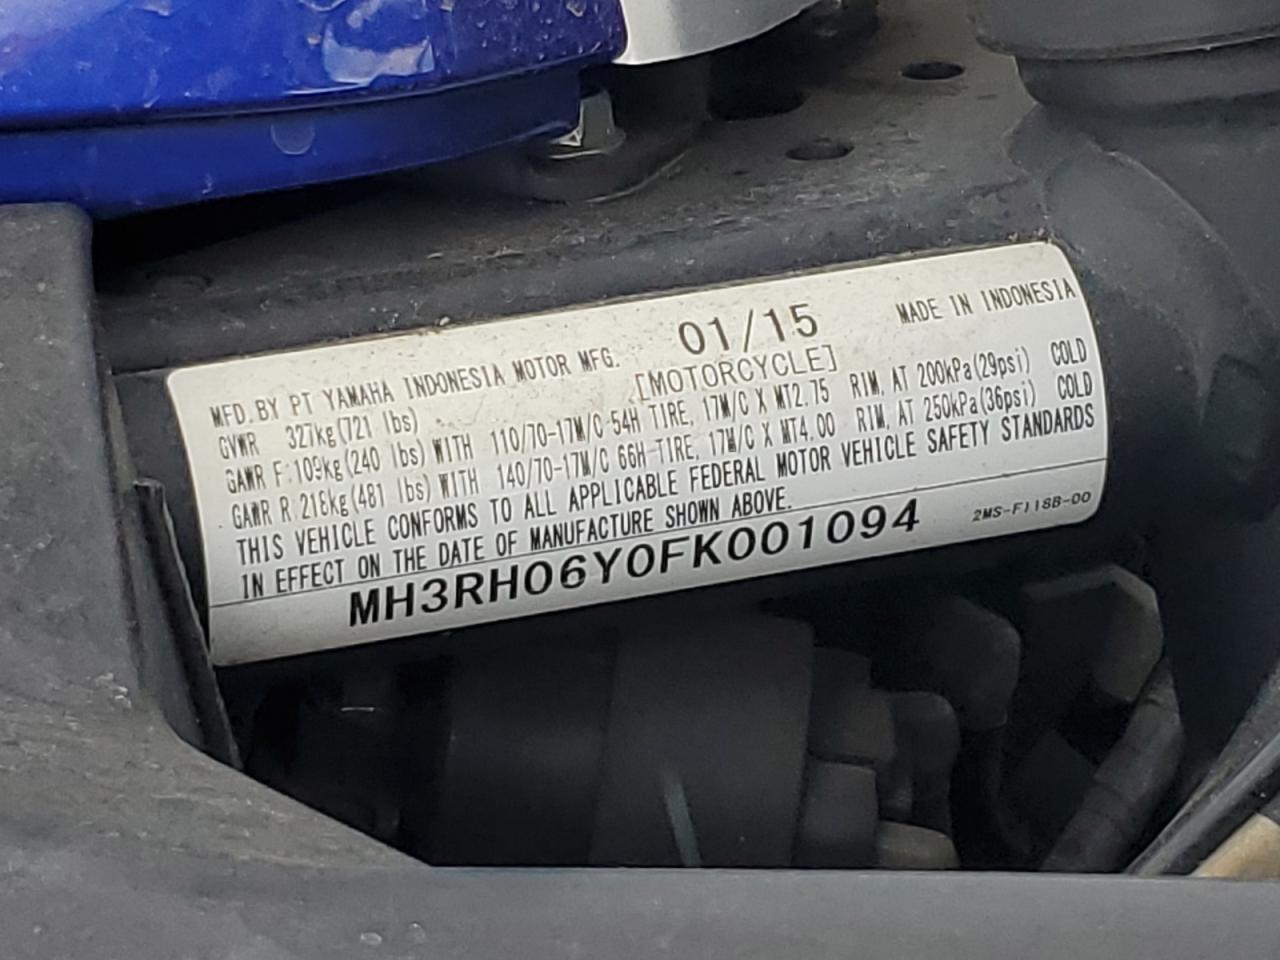 MFD.BY PT YAMAHA INDONESIA MOTOR MFG. 01/15 MADE IN INDONESIA
GVWR 327kg(721 lbs) [MOTORCYCLE]
GAWR F:109kg(240 lbs) WITH 110/70-17M/C 54H TIRE, 17M/C X MT2.75 RIM, AT 200kPa(29psi) COLD
GAWR R:218kg(481 lbs) WITH 140/70-17M/C 66H TIRE, 17M/C X MT4.00 RIM, AT 250kPa(36psi) COLD
THIS VEHICLE CONFORMS TO ALL APPLICABLE FEDERAL MOTOR VEHICLE SAFETY STANDARDS
IN EFFECT ON THE DATE OF MANUFACTURE SHOWN ABOVE.
MH3RH06Y0FK001094 2MS-F118B-00